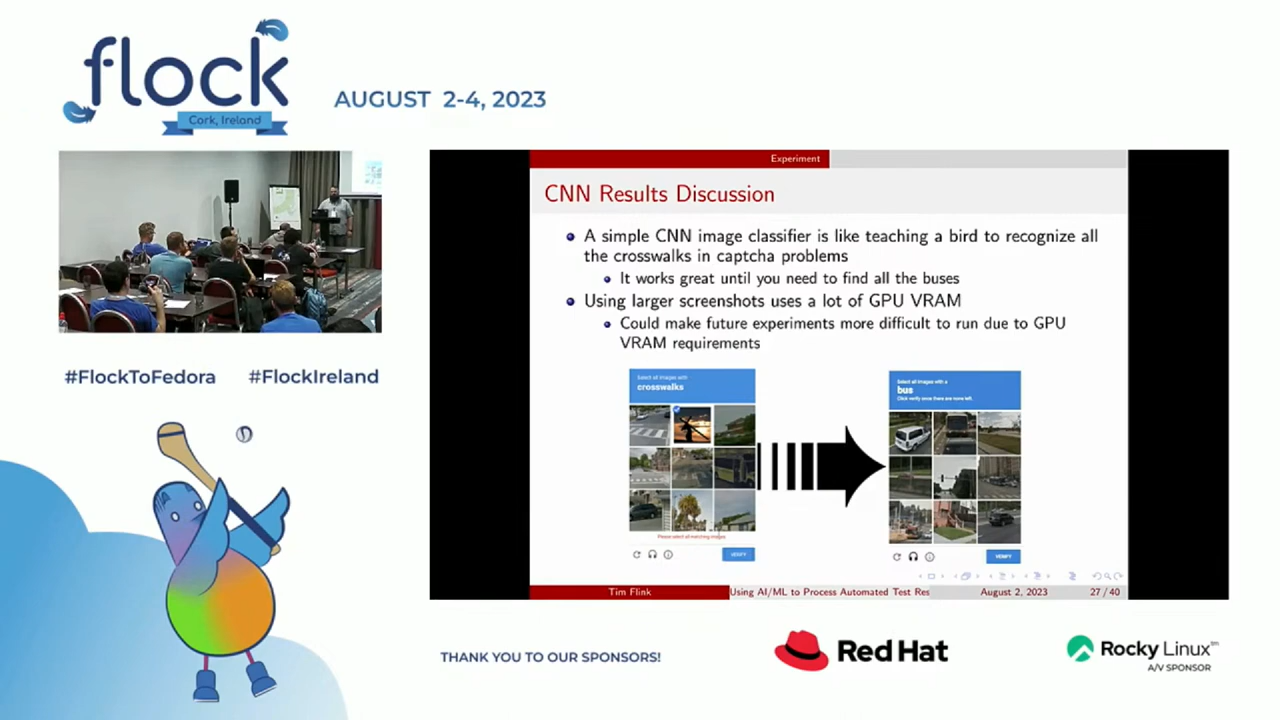 flock
Cork, Ireland
AUGUST 2-4, 2023
#FlockToFedora #FlockIreland
Experiment
CNN Results Discussion
A simple CNN image classifier is like teaching a bird to recognize all
the crosswalks in captcha problems
It works great until you need to find all the buses
Using larger screenshots uses a lot of GPU VRAM
Could make future experiments more difficult to run due to GPU
VRAM requirements
Select all images with
crosswalks
Please select all matching images
VERIFY
Select all images with a
bus
Click verify once there are none left.
VERIFY
Tim Flink Using AI/ML to Process Automated Test Res August 2, 2023 27 / 40
THANK YOU TO OUR SPONSORS!
Red Hat
Rocky Linux™
A/V SPONSOR